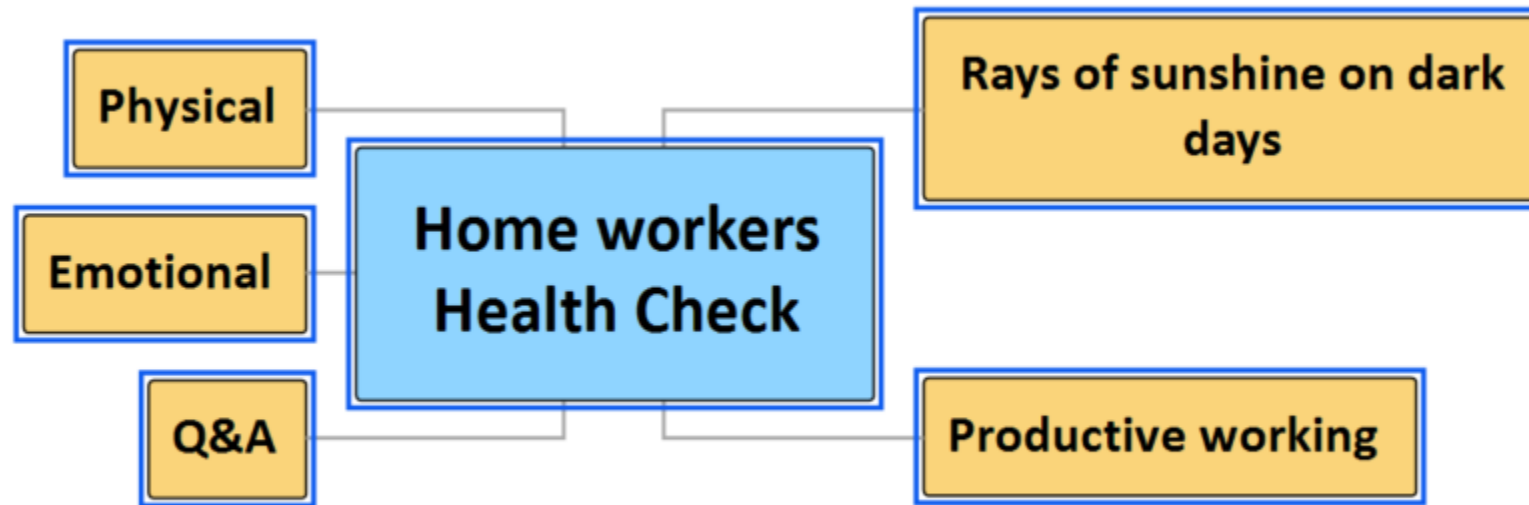 Physical
Emotional
Q&A
Home workers
Health Check
Rays of sunshine on dark
days
Productive working